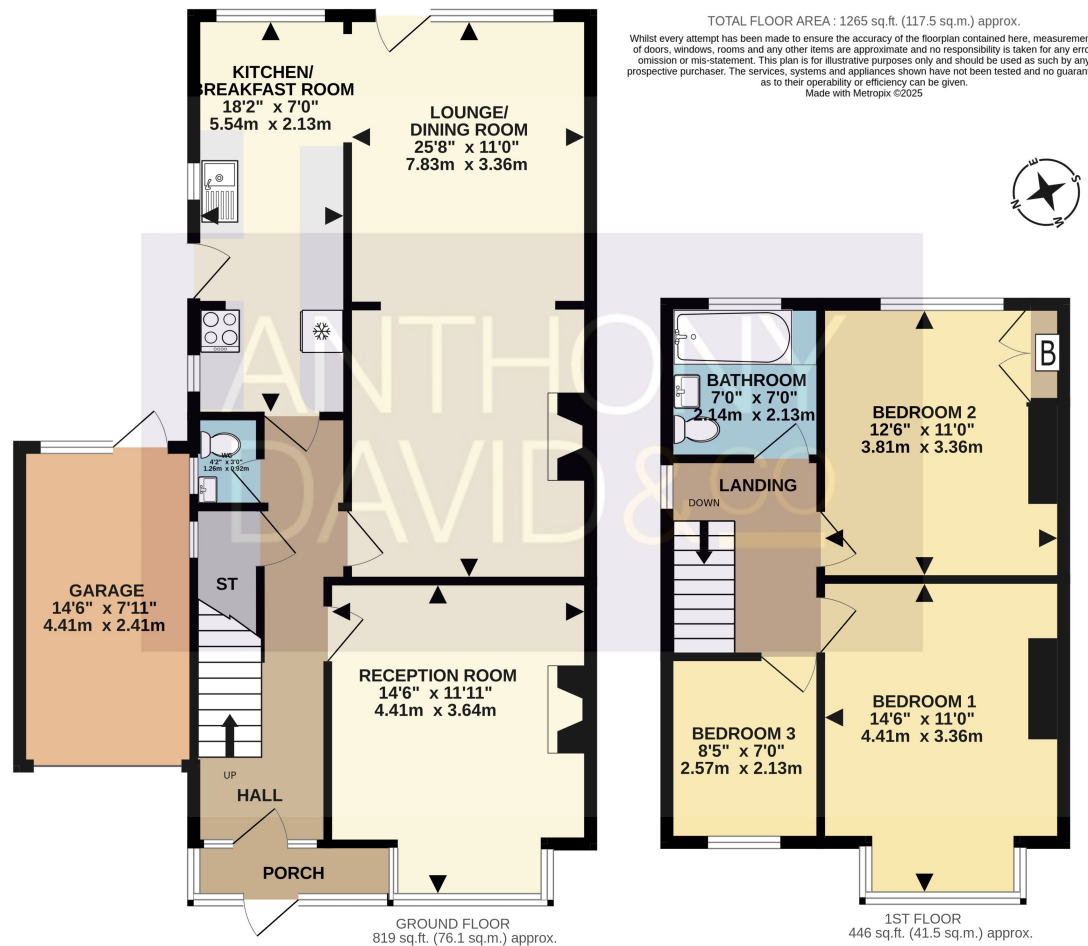 TOTAL FLOOR AREA : 1265 sq.ft. (117.5 sq.m.) approx.
Whilst every attempt has been made to ensure the accuracy of the floorplan contained here, measuremen
of doors, windows, rooms and any other items are approximate and no responsibility is taken for any erro
omission or mis-statement. This plan is for illustrative purposes only and should be used as such by any
prospective purchaser. The services, systems and appliances shown have not been tested and no guarant
as to their operability or efficiency can be given.
Made with Metropix ©2025
KITCHEN/
BREAKFAST ROOM
18'2" x 7'0"
5.54m x 2.13m
LOUNGE/
DINING ROOM
25'8" x 11'0"
7.83m x 3.36m
N
E
S
W
ANTHONY
DAVID & CO
WC
4'2" x 3'0"
1.26m x 0.92m
ST
GARAGE
14'6" x 7'11"
4.41m x 2.41m
RECEPTION ROOM
14'6" x 11'11"
4.41m x 3.64m
UP
HALL
PORCH
GROUND FLOOR
819 sq.ft. (76.1 sq.m.) approx.
BATHROOM
7'0" x 7'0"
2.14m x 2.13m
B
BEDROOM 2
12'6" x 11'0"
3.81m x 3.36m
LANDING
DOWN
BEDROOM 1
14'6" x 11'0"
4.41m x 3.36m
BEDROOM 3
8'5" x 7'0"
2.57m x 2.13m
1ST FLOOR
446 sq.ft. (41.5 sq.m.) approx.